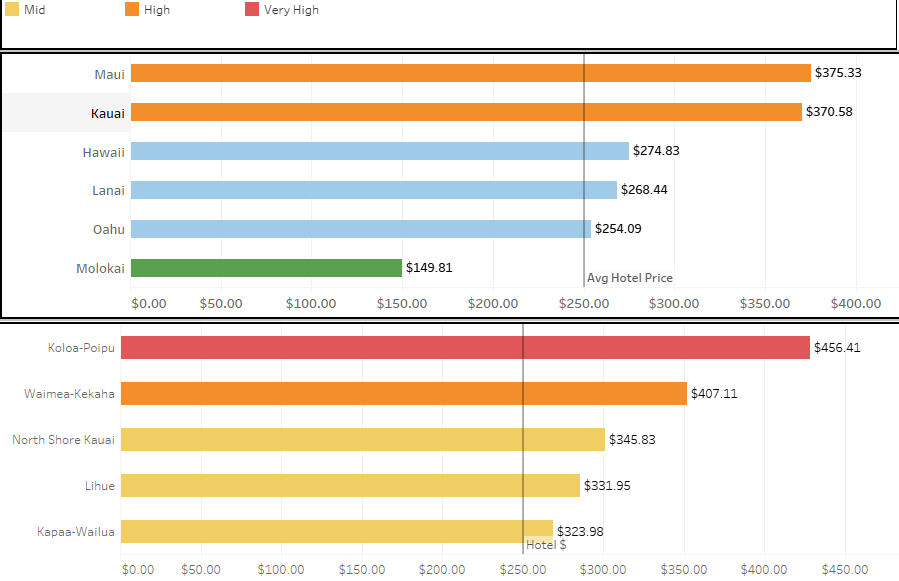 Mid High Very High
Maui $375.33
Kauai $370.58
Hawaii $274.83
Lanai $268.44
Oahu $254.09
Molokai $149.81
Avg Hotel Price
$0.00 $50.00 $100.00 $150.00 $200.00 $250.00 $300.00 $350.00 $400.00
Koloa-Poipu $456.41
Waimea-Kekaha $407.11
North Shore Kauai $345.83
Lihue $331.95
Kapaa-Wailua $323.98
Hotel $
$0.00 $50.00 $100.00 $150.00 $200.00 $250.00 $300.00 $350.00 $400.00 $450.00